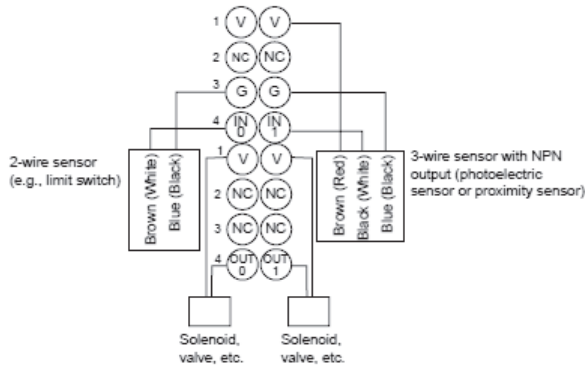 1 V V
2 NC NC
3 G G
4 IN 0 IN 1
1 V V
2 NC NC
3 NC NC
4 OUT 0 OUT 1
2-wire sensor
(e.g., limit switch)
Brown (White)
Blue (Black)
Brown (Red)
Black (White)
Blue (Black)
3-wire sensor with NPN
output (photoelectric
sensor or proximity sensor)
Solenoid,
valve, etc.
Solenoid,
valve, etc.